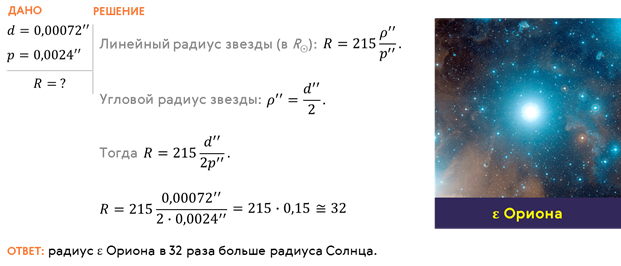 ДАНО
d = 0,00072′′
p = 0,0024′′
R = ?
РЕШЕНИЕ
Линейный радиус звезды (в R☉): R = 215 ρ′′/p′′.
Угловой радиус звезды: ρ′′ = d′′/2.
Тогда R = 215 d′′/2p′′.
R = 215 0,00072′′/2 · 0,0024′′ = 215 · 0,15 ≅ 32
ε Ориона
ОТВЕТ: радиус ε Ориона в 32 раза больше радиуса Солнца.